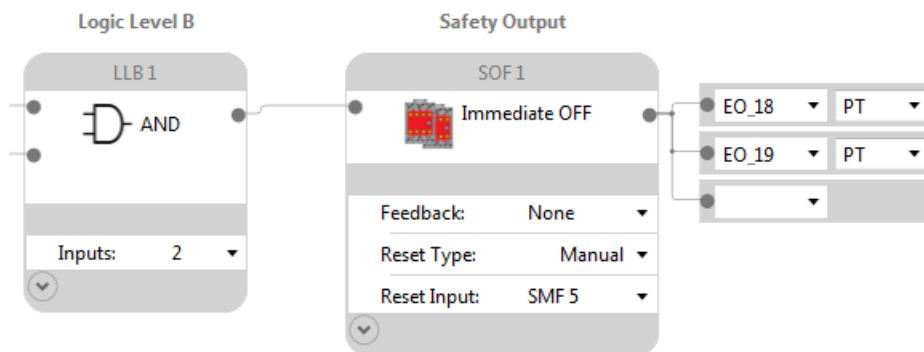 Logic Level B
Safety Output
LLB 1
SOF 1
AND
Immediate OFF
EO_18 PT
EO_19 PT
Feedback: None
Reset Type: Manual
Inputs: 2
Reset Input: SMF 5